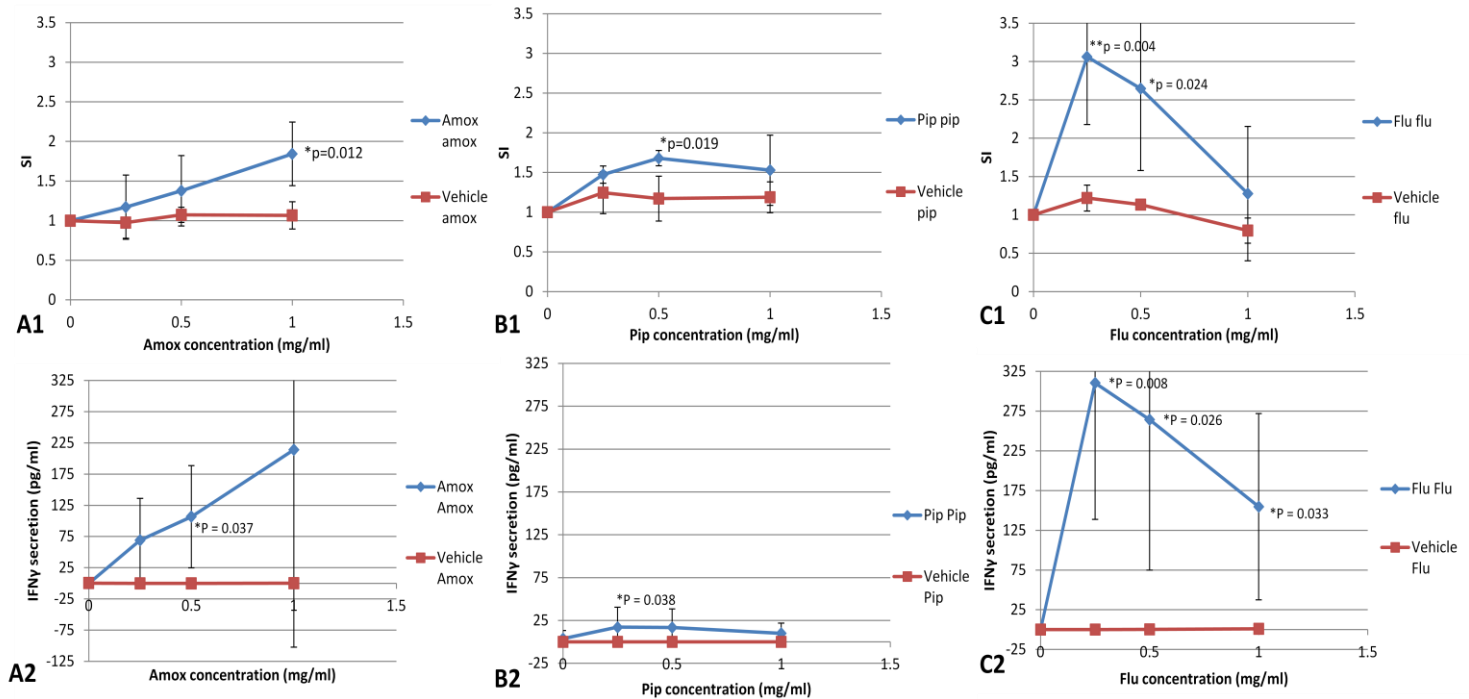 3.5
3
2.5
2
1.5
1
0.5
0
SI
0
0.5
1
1.5
Amox concentration (mg/ml)
*p=0.012
Amox
amox
Vehicle
amox
A1
3.5
3
2.5
2
1.5
1
0.5
0
SI
0
0.5
1
1.5
Pip concentration (mg/ml)
*p=0.019
Pip pip
Vehicle
pip
B1
3.5
3
2.5
2
1.5
1
0.5
0
SI
0
0.5
1
1.5
Flu concentration (mg/ml)
**p = 0.004
*p = 0.024
Flu flu
Vehicle
flu
C1
325
275
225
175
125
75
25
-25
-75
-125
IFNγ secretion (pg/ml)
0
0.5
1
1.5
Amox concentration (mg/ml)
*P = 0.037
Amox
Amox
Vehicle
Amox
A2
325
275
225
175
125
75
25
-25
IFNγ secretion (pg/ml)
0
0.5
1
1.5
Pip concentration (mg/ml)
*P = 0.038
Pip Pip
Vehicle
Pip
B2
325
275
225
175
125
75
25
-25
IFNγ secretion (pg/ml)
0
0.5
1
1.5
Flu concentration (mg/ml)
*P = 0.008
*P = 0.026
*P = 0.033
Flu Flu
Vehicle
Flu
C2